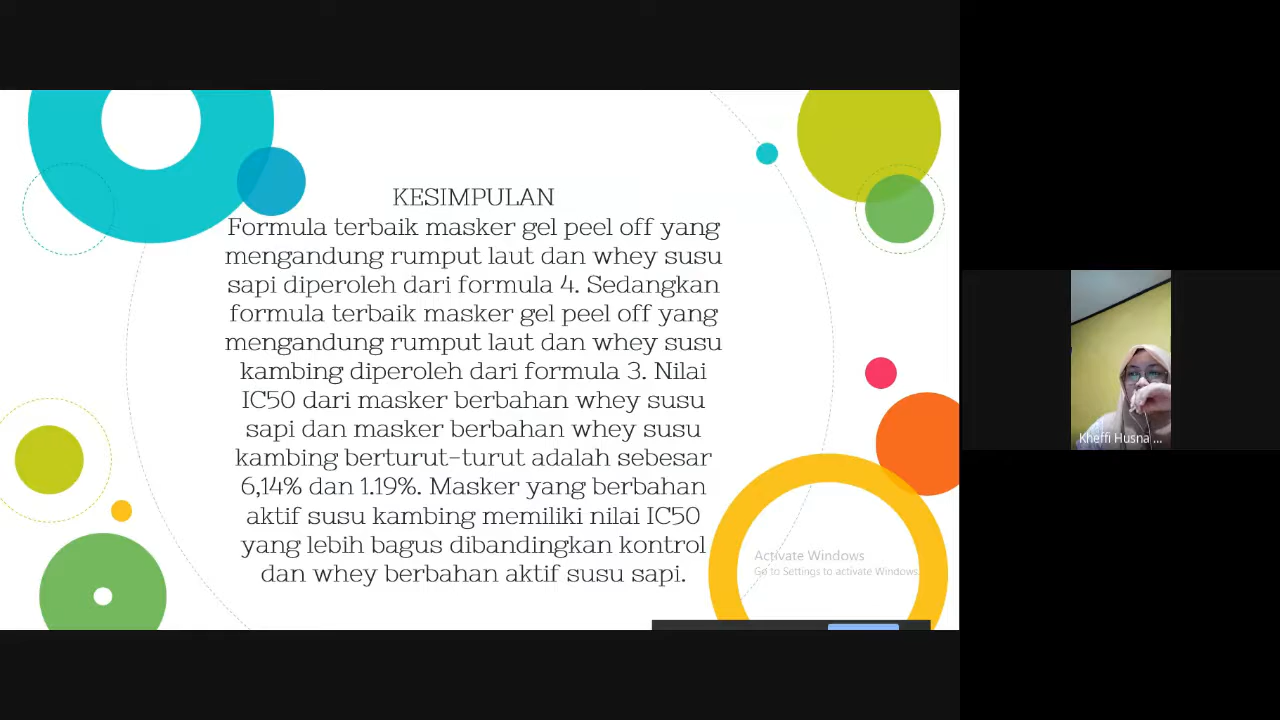 KESIMPULAN
Formula terbaik masker gel peel off yang
mengandung rumput laut dan whey susu
sapi diperoleh dari formula 4. Sedangkan
formula terbaik masker gel peel off yang
mengandung rumput laut dan whey susu
kambing diperoleh dari formula 3. Nilai
IC50 dari masker berbahan whey susu
sapi dan masker berbahan whey susu
kambing berturut-turut adalah sebesar
6,14% dan 1.19%. Masker yang berbahan
aktif susu kambing memiliki nilai IC50
yang lebih bagus dibandingkan kontrol
dan whey berbahan aktif susu sapi.
Activate Windows
Go to Settings to activate Windows.
Kheffi Husna ...